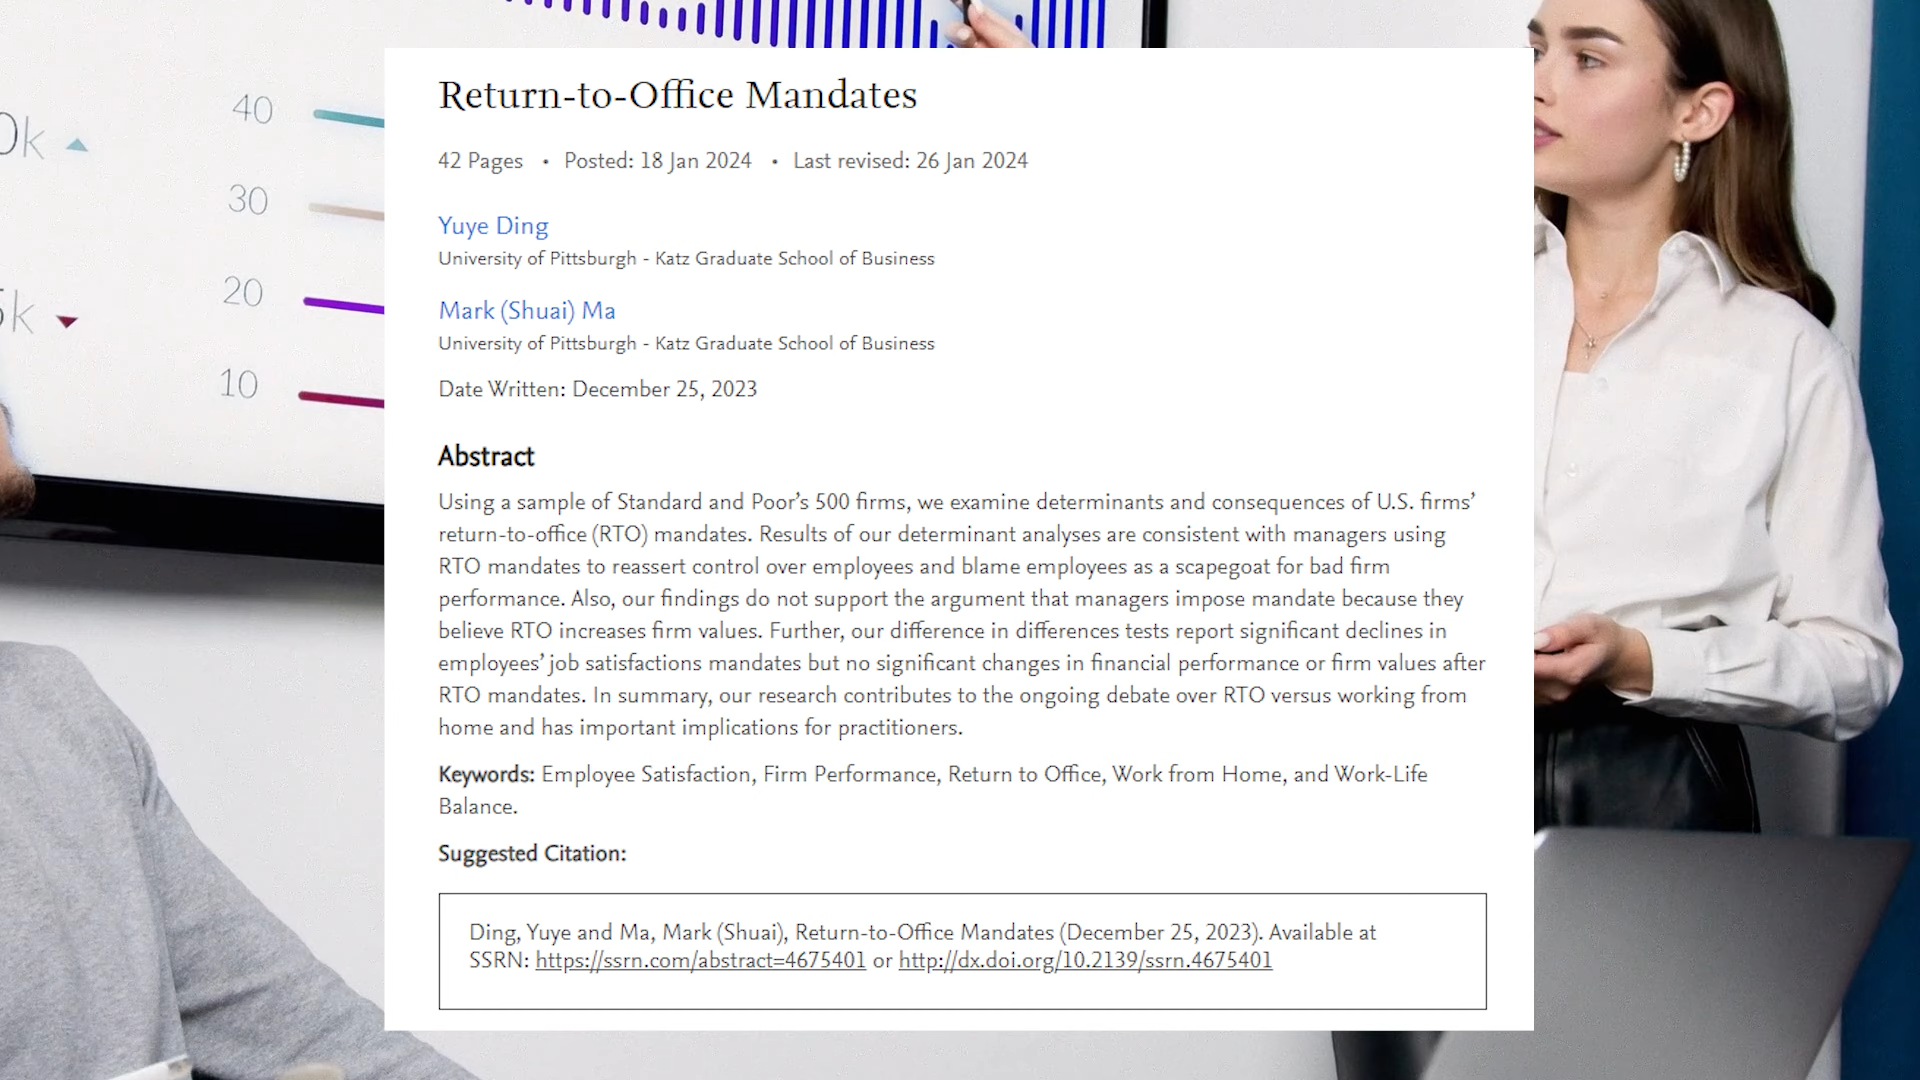 0k
40
30
5k
20
10
Return-to-Office Mandates
42 Pages • Posted: 18 Jan 2024 • Last revised: 26 Jan 2024
Yuye Ding
University of Pittsburgh - Katz Graduate School of Business
Mark (Shuai) Ma
University of Pittsburgh - Katz Graduate School of Business
Date Written: December 25, 2023
Abstract
Using a sample of Standard and Poor’s 500 firms, we examine determinants and consequences of U.S. firms’
return-to-office (RTO) mandates. Results of our determinant analyses are consistent with managers using
RTO mandates to reassert control over employees and blame employees as a scapegoat for bad firm
performance. Also, our findings do not support the argument that managers impose mandate because they
believe RTO increases firm values. Further, our difference in differences tests report significant declines in
employees’ job satisfactions mandates but no significant changes in financial performance or firm values after
RTO mandates. In summary, our research contributes to the ongoing debate over RTO versus working from
home and has important implications for practitioners.
Keywords: Employee Satisfaction, Firm Performance, Return to Office, Work from Home, and Work-Life
Balance.
Suggested Citation:
Ding, Yuye and Ma, Mark (Shuai), Return-to-Office Mandates (December 25, 2023). Available at
SSRN: https://ssrn.com/abstract=4675401 or http://dx.doi.org/10.2139/ssrn.4675401